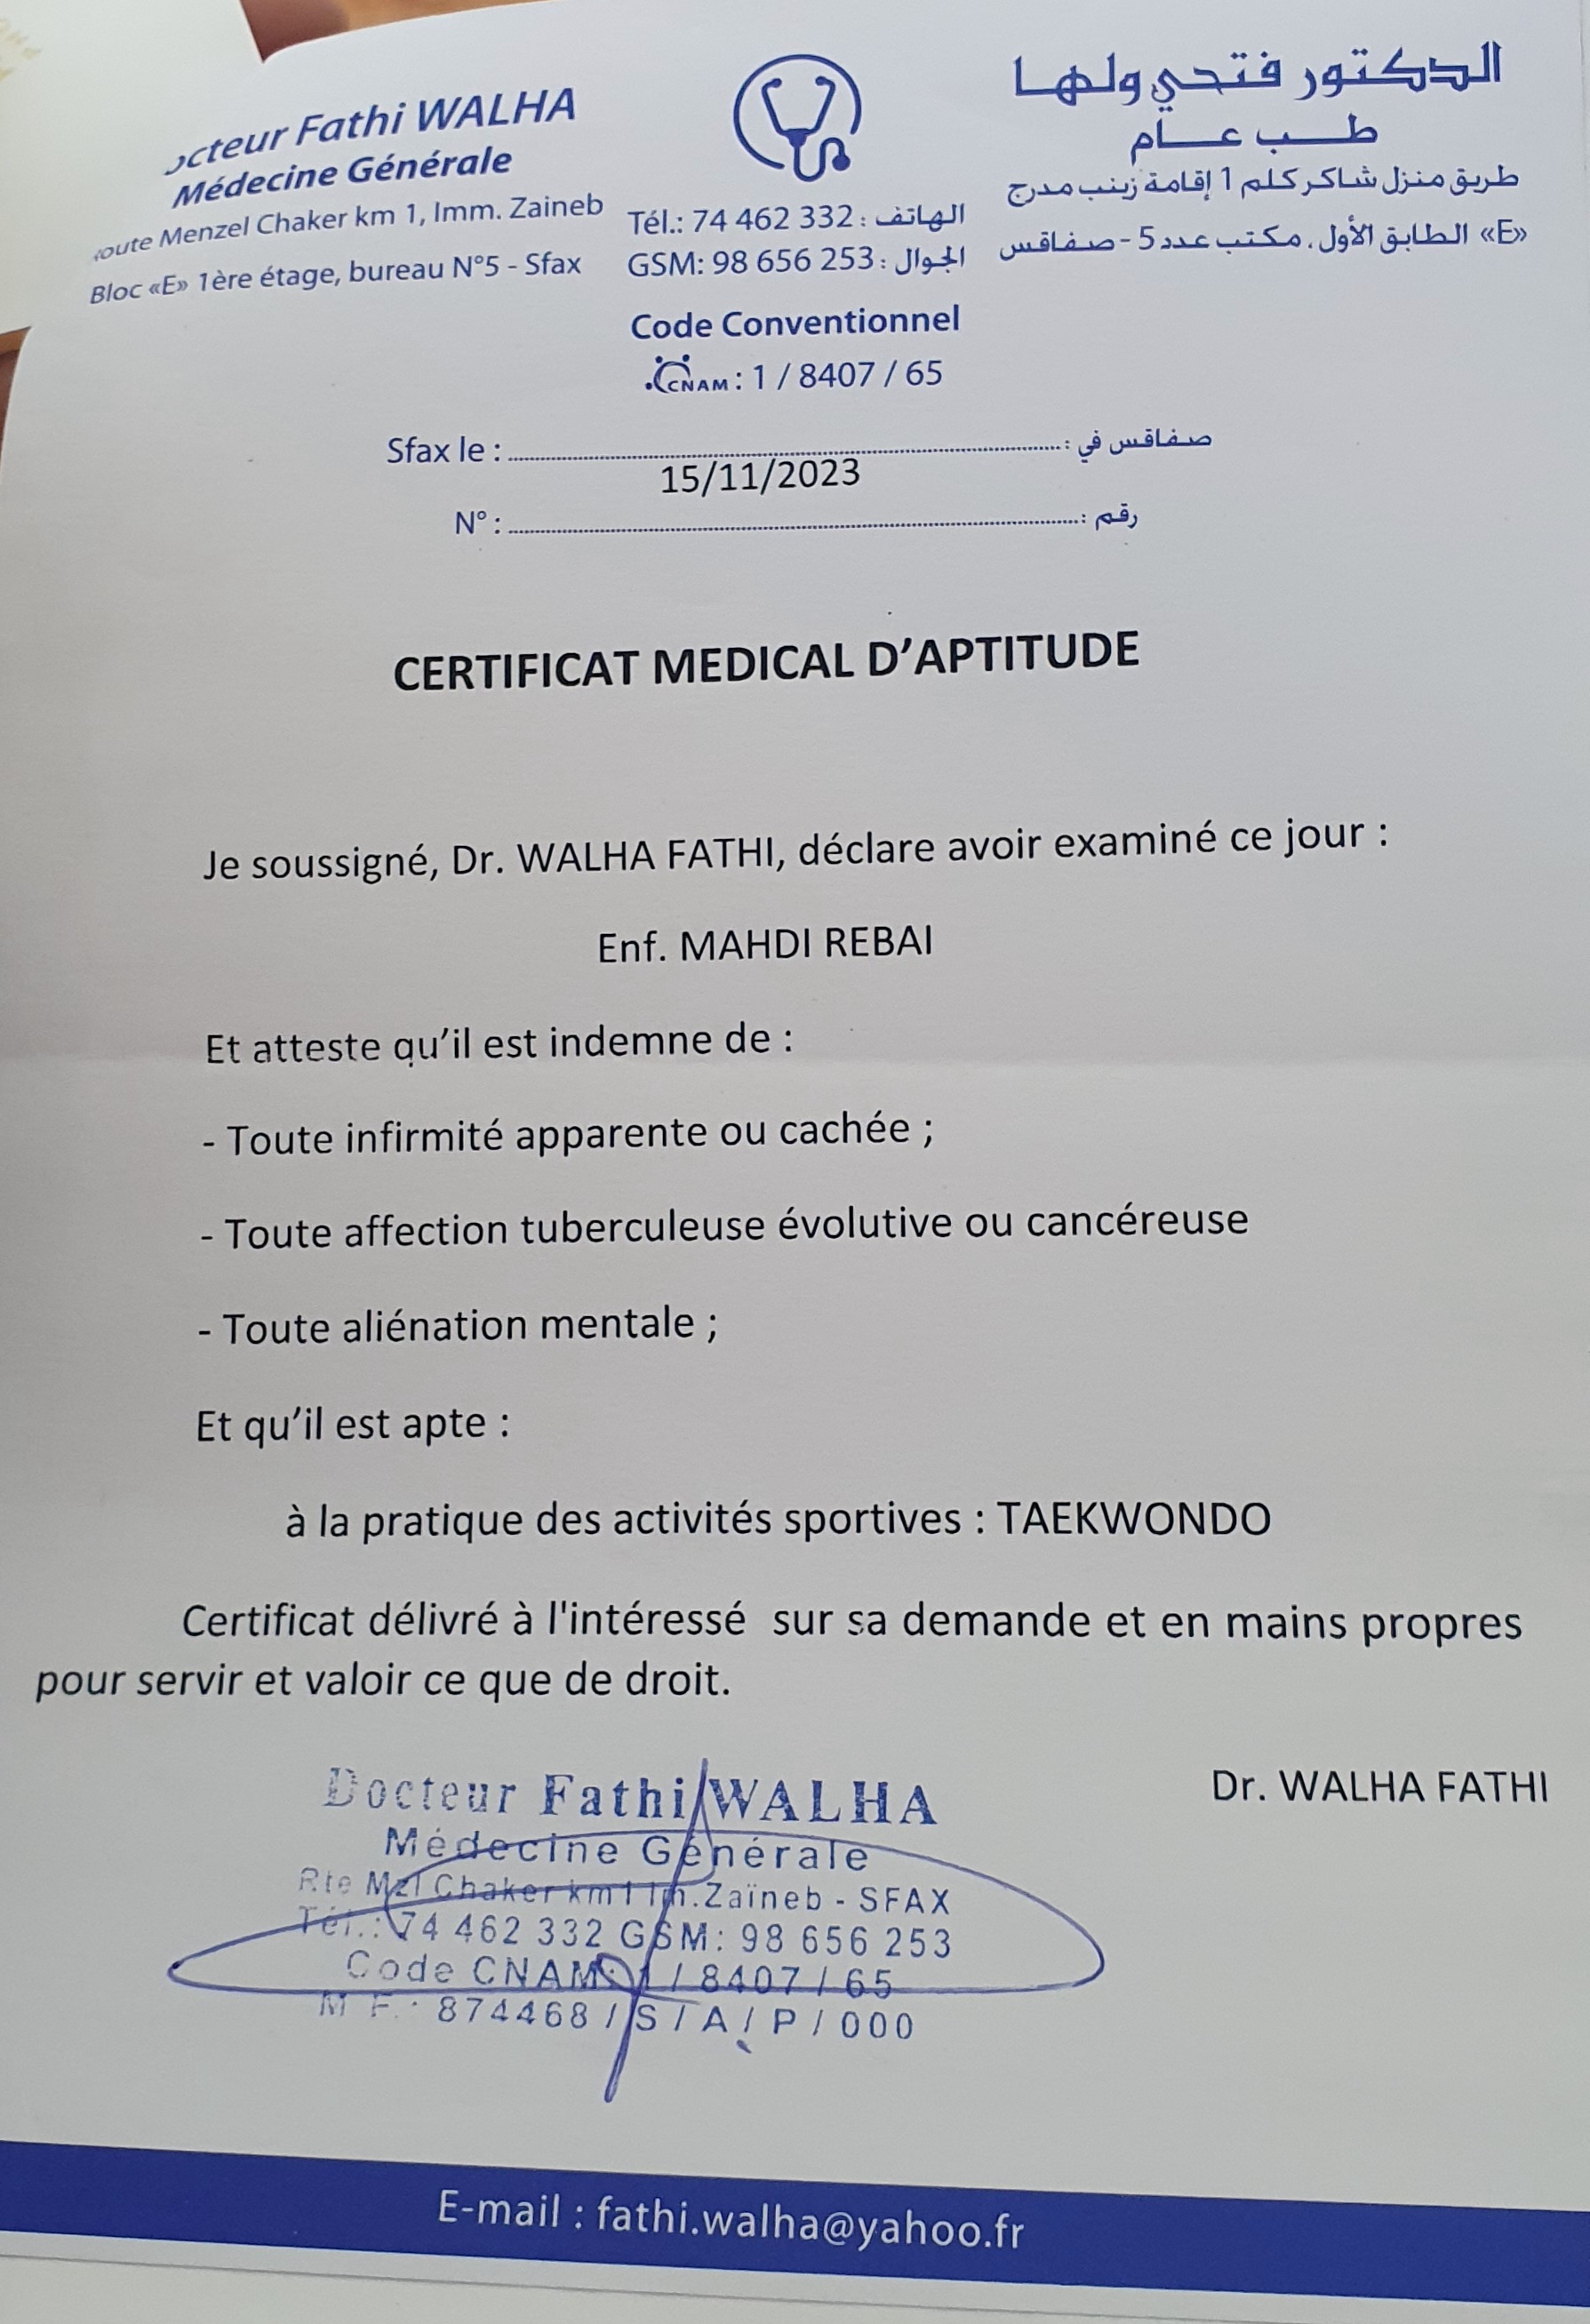 octeur Fathi WALHA
Médecine Générale
oute Menzel Chaker km 1, Imm. Zaineb
Bloc «E» 1ère étage, bureau N°5 - Sfax
Tél.: 74 462 332 : الهاتف
GSM: 98 656 253 : الجوال
الدكتور فتحي ولها
طب عام
طريق منزل شاكر كلم 1 إقامة زينب مدرج
«E» الطابق الأول. مكتب عدد 5 - صفاقس
Code Conventionnel
CNAM : 1 / 8407 / 65
Sfax le : صفاقس في :
15/11/2023
N° : رقم :
CERTIFICAT MEDICAL D’APTITUDE
Je soussigné, Dr. WALHA FATHI, déclare avoir examiné ce jour :
Enf. MAHDI REBAI
Et atteste qu’il est indemne de :
- Toute infirmité apparente ou cachée ;
- Toute affection tuberculeuse évolutive ou cancéreuse
- Toute aliénation mentale ;
Et qu’il est apte :
à la pratique des activités sportives : TAEKWONDO
Certificat délivré à l'intéressé sur sa demande et en mains propres
pour servir et valoir ce que de droit.
Dr. WALHA FATHI
Docteur Fathi WALHA
Médecine Générale
Rte Mzl Chaker km 1 Im.Zaïneb - SFAX
Tél.: 74 462 332 GSM: 98 656 253
Code CNAM: 1 / 8407 / 65
M F.: 874468 / S / A / P / 000
E-mail : fathi.walha@yahoo.fr